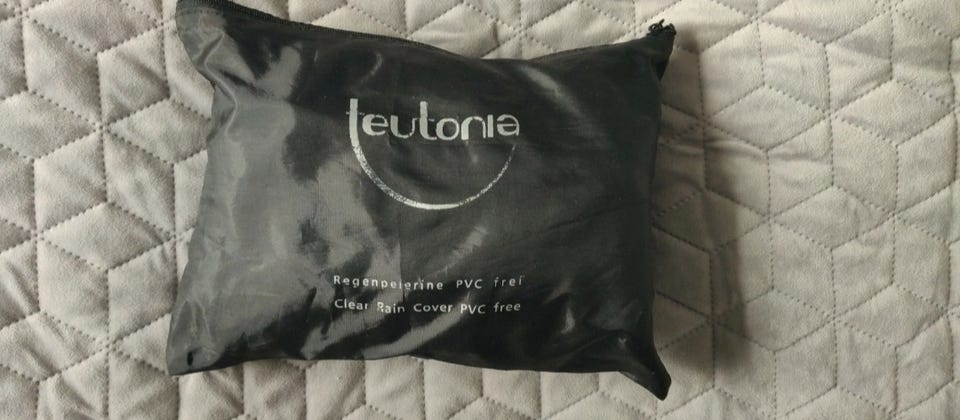 teutonia
Regenpelerine PVC frei
Clear Rain Cover PVC free